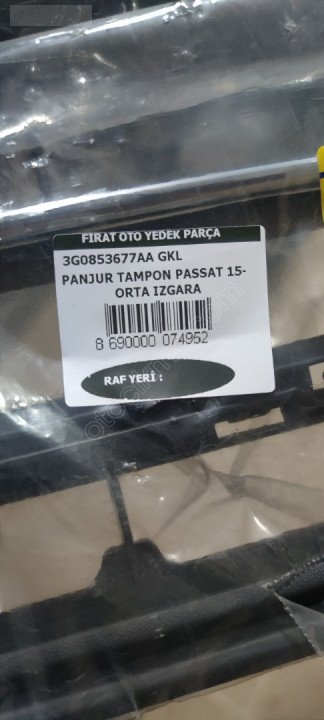 FIRAT OTO YEDEK PARÇA
3G0853677AA GKL
PANJUR TAMPON PASSAT 15-
ORTA IZGARA
8 690000 074952
RAF YERİ :